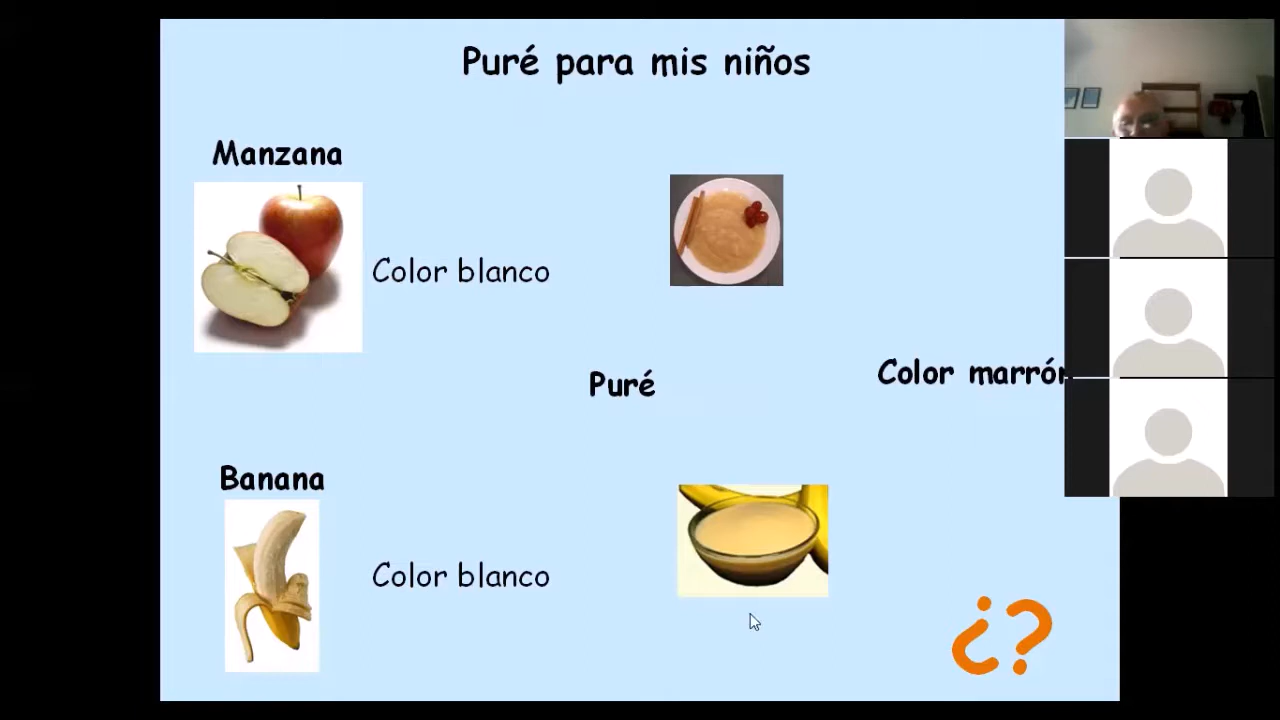 Puré para mis niños
Manzana
Color blanco
Puré
Color marrón
Banana
Color blanco
¿?